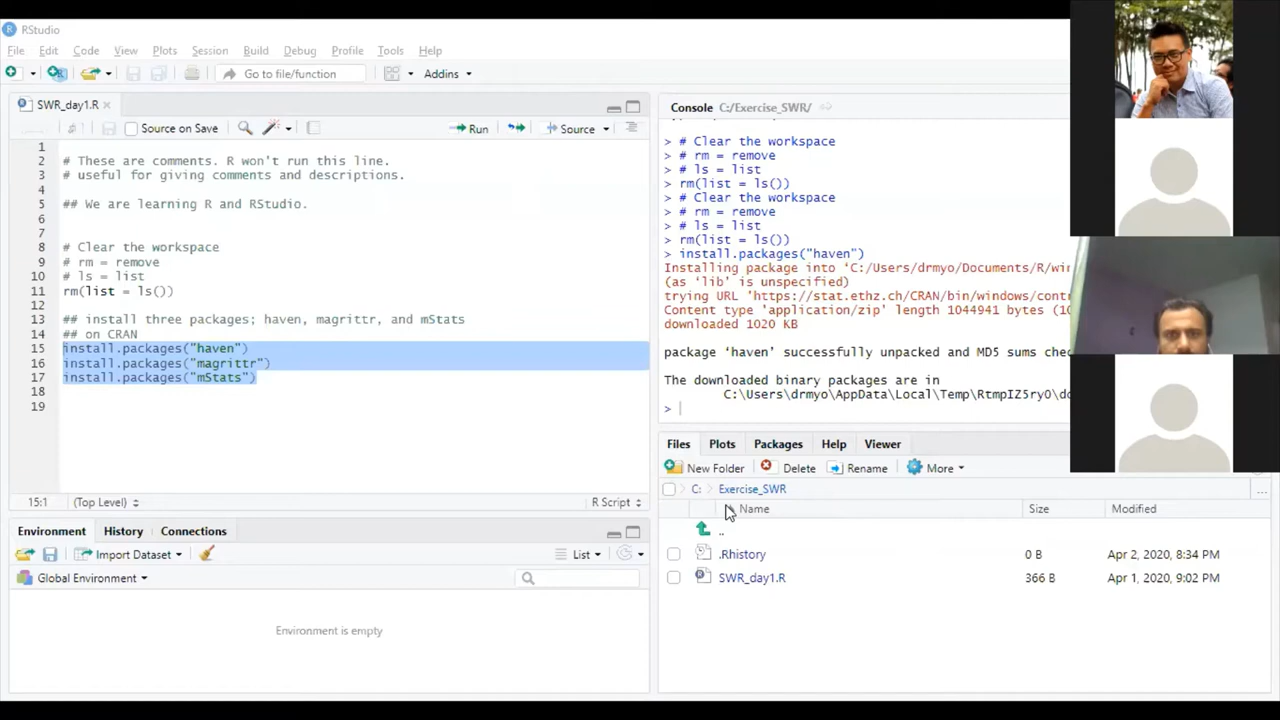 RStudio
File Edit Code View Plots Session Build Debug Profile Tools Help
Go to file/function Addins
SWR_day1.R
Source on Save Run Source
1
2 # These are comments. R won't run this line.
3 # useful for giving comments and descriptions.
4
5 ## We are learning R and RStudio.
6
7
8 # Clear the workspace
9 # rm = remove
10 # ls = list
11 rm(list = ls())
12
13 ## install three packages; haven, magrittr, and mStats
14 ## on CRAN
15 install.packages("haven")
16 install.packages("magrittr")
17 install.packages("mStats")
18
19
15:1 (Top Level) R Script
Environment History Connections
Import Dataset List
Global Environment
Environment is empty
Console C:/Exercise_SWR/
> # Clear the workspace
> # rm = remove
> # ls = list
> rm(list = ls())
> # Clear the workspace
> # rm = remove
> # ls = list
> rm(list = ls())
> install.packages("haven")
Installing package into ‘C:/Users/drmyo/Documents/R/wi
(as ‘lib’ is unspecified)
trying URL 'https://stat.ethz.ch/CRAN/bin/windows/cont
Content type 'application/zip' length 1044941 bytes (10
downloaded 1020 KB
package ‘haven’ successfully unpacked and MD5 sums che
The downloaded binary packages are in
C:\Users\drmyo\AppData\Local\Temp\RtmpIZ5ry0\d
>
Files Plots Packages Help Viewer
New Folder Delete Rename More
C: Exercise_SWR ...
Name Size Modified
..
.Rhistory 0 B Apr 2, 2020, 8:34 PM
SWR_day1.R 366 B Apr 1, 2020, 9:02 PM